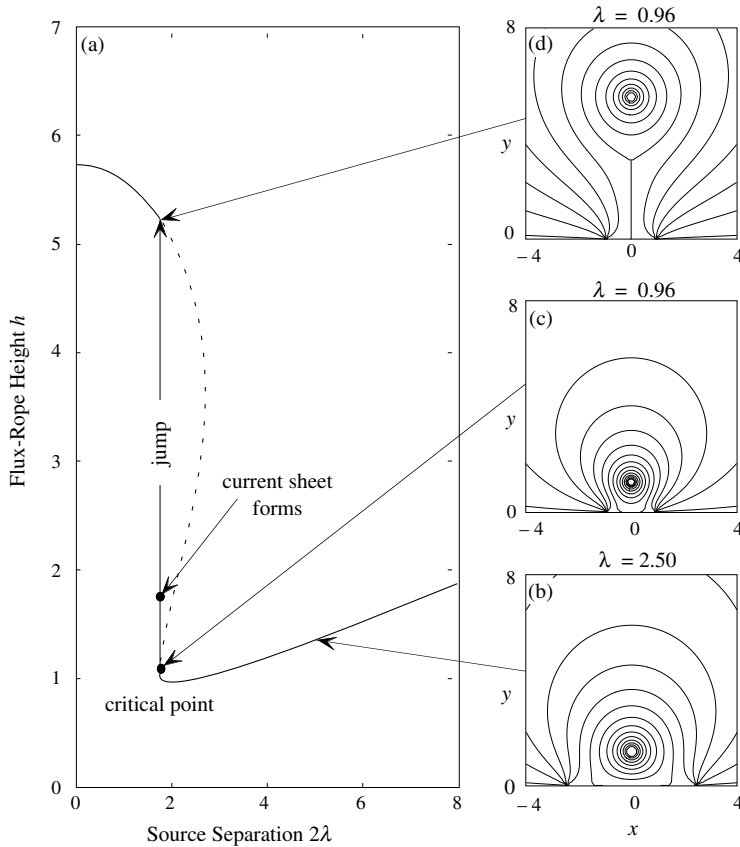 (a)
7
6
5
4
3
2
1
0
Flux-Rope Height h
jump
current sheet
forms
critical point
0
2
4
6
8
Source Separation 2λ
λ = 0.96
(d)
8
y
0
– 4
0
4
λ = 0.96
(c)
8
y
0
– 4
0
4
λ = 2.50
(b)
8
y
0
– 4
0
4
x